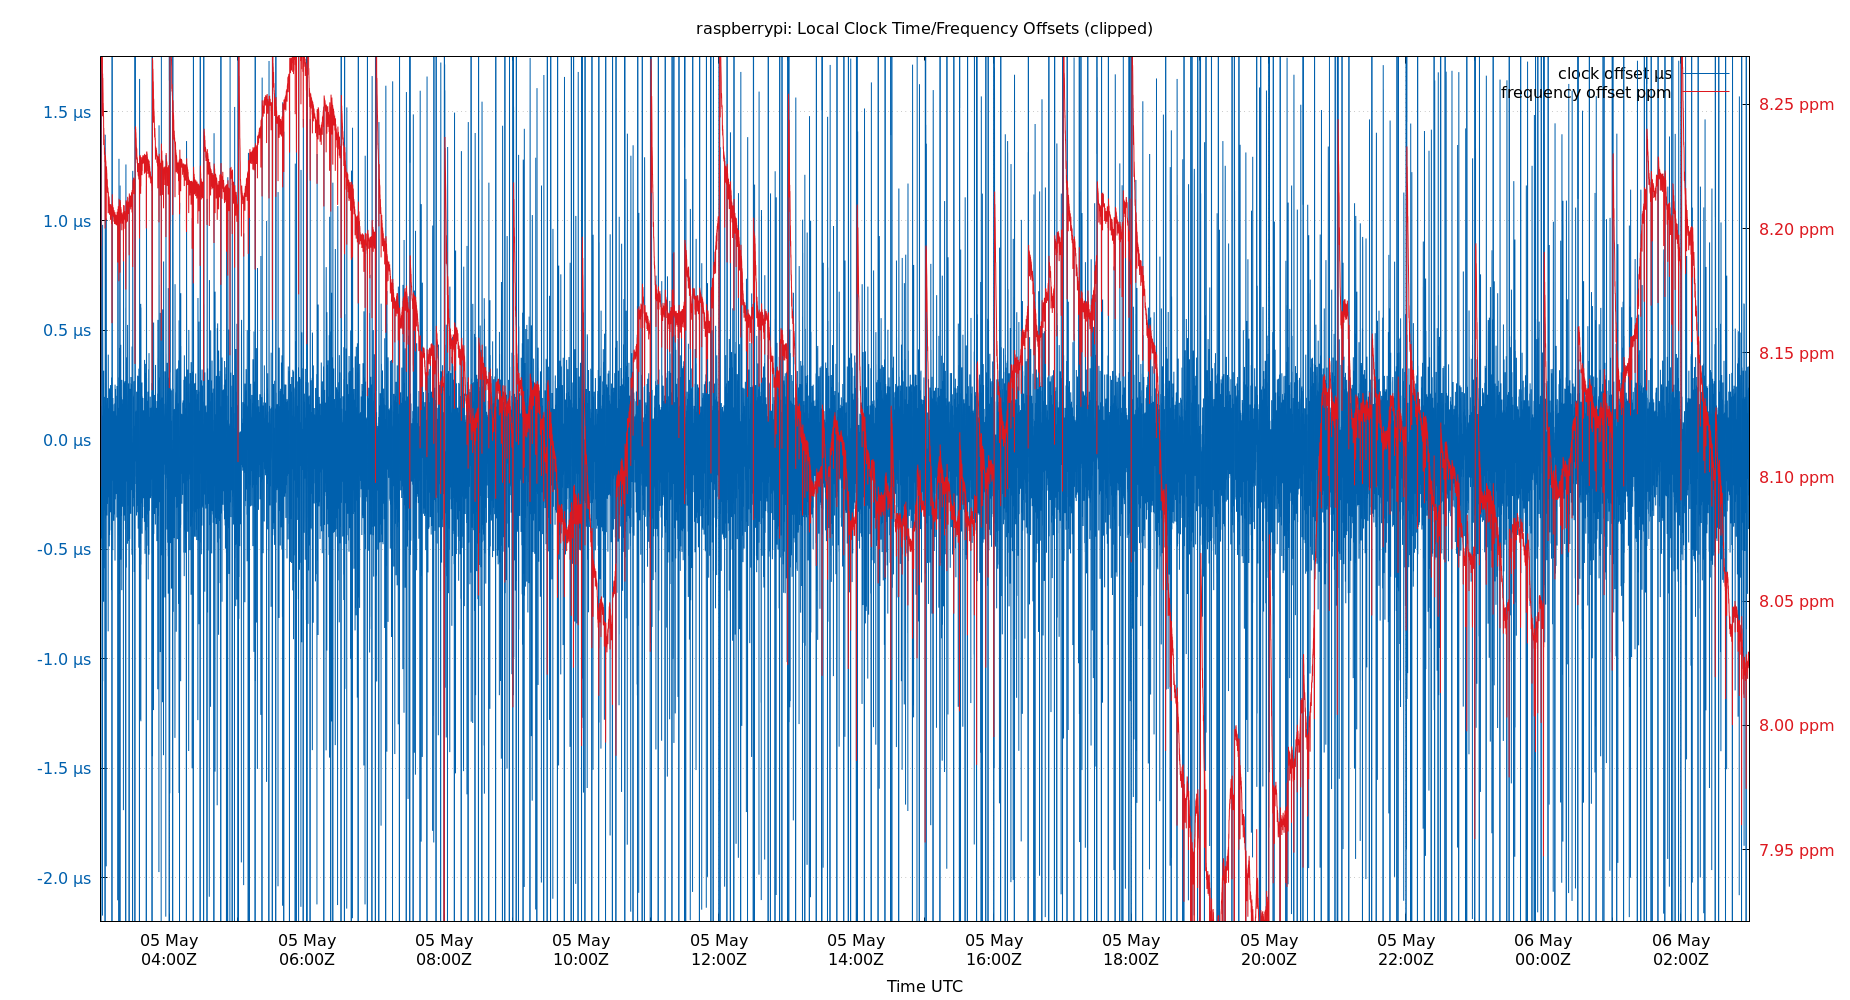 raspberrypi: Local Clock Time/Frequency Offsets (clipped)
clock offset µs
frequency offset ppm
1.5 µs
1.0 µs
0.5 µs
0.0 µs
-0.5 µs
-1.0 µs
-1.5 µs
-2.0 µs
8.25 ppm
8.20 ppm
8.15 ppm
8.10 ppm
8.05 ppm
8.00 ppm
7.95 ppm
05 May 05 May 05 May 05 May 05 May 05 May 05 May 05 May 05 May 05 May 06 May 06 May
04:00Z 06:00Z 08:00Z 10:00Z 12:00Z 14:00Z 16:00Z 18:00Z 20:00Z 22:00Z 00:00Z 02:00Z
Time UTC